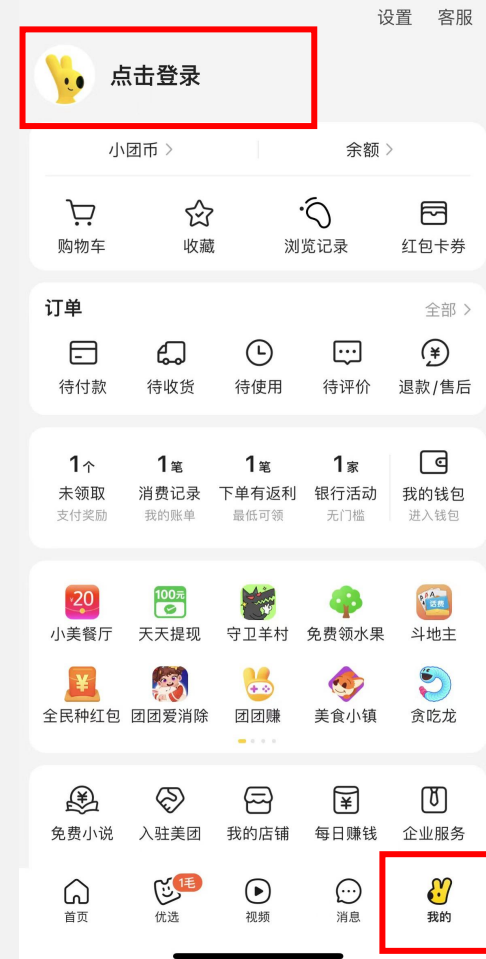 设置 客服
点击登录
小团币 余额
购物车 收藏 浏览记录 红包卡券
订单 全部
待付款 待收货 待使用 待评价 退款/售后
1个 1笔 1笔 1家
未领取 消费记录 下单有返利 银行活动 我的钱包
支付奖励 我的账单 最低可领 无门槛 进入钱包
20 100元 话费
小美餐厅 天天提现 守卫羊村 免费领水果 斗地主
全民种红包 团团爱消除 团团赚 美食小镇 贪吃龙
免费小说 入驻美团 我的店铺 每日赚钱 企业服务
1毛
首页 优选 视频 消息 我的